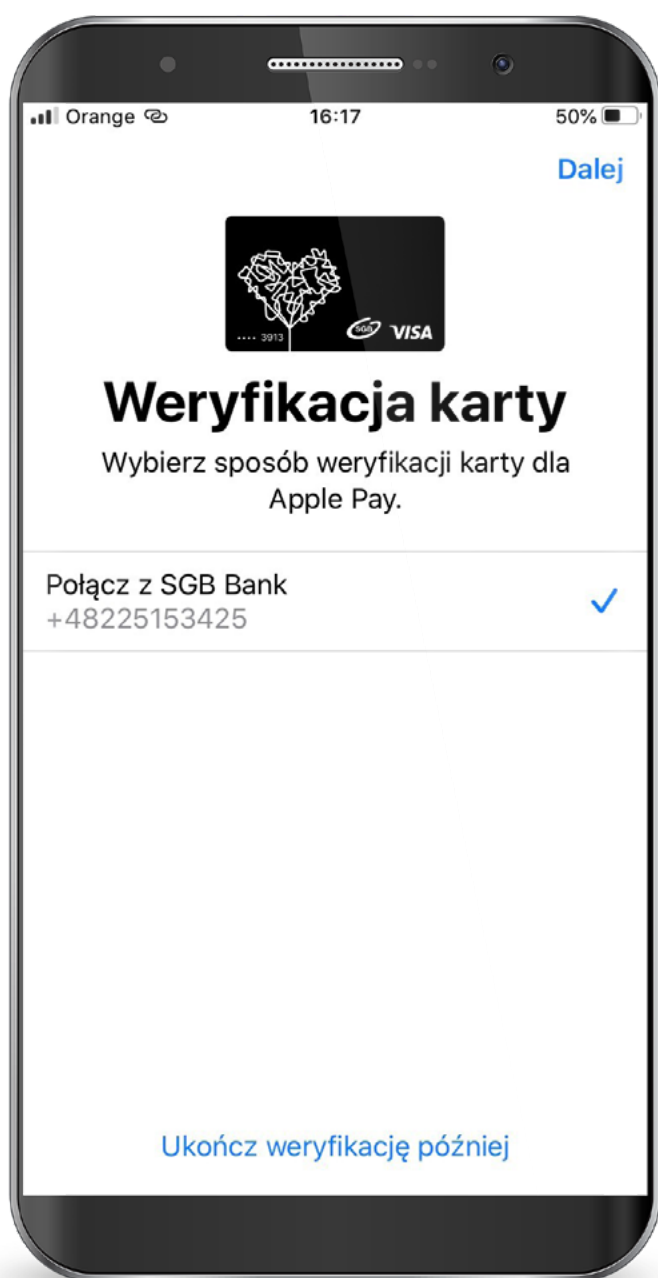 Orange 16:17 50%
Dalej
.... 3913 SGB VISA
Weryfikacja karty
Wybierz sposób weryfikacji karty dla
Apple Pay.
Połącz z SGB Bank
+48225153425
Ukończ weryfikację później